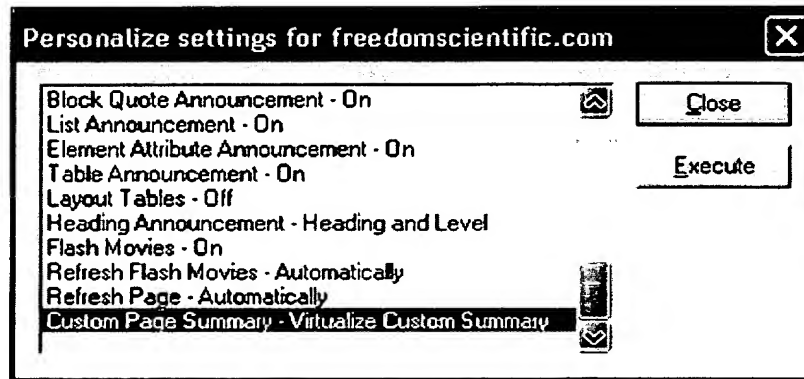 Personalize settings for freedomscientific.com
Block Quote Announcement - On
List Announcement - On
Element Attribute Announcement - On
Table Announcement - On
Layout Tables - Off
Heading Announcement - Heading and Level
Flash Movies - On
Refresh Flash Movies - Automatically
Refresh Page - Automatically
Custom Page Summary - Virtualize Custom Summary
Close
Execute